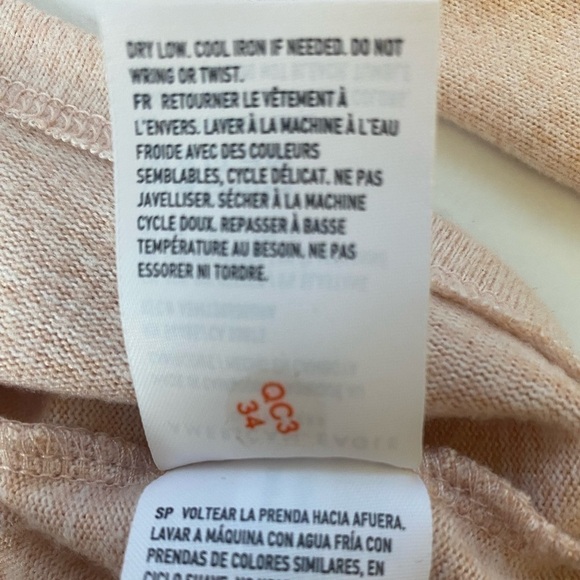 DRY LOW. COOL IRON IF NEEDED. DO NOT
WRING OR TWIST.
FR RETOURNER LE VÊTEMENT À
L'ENVERS. LAVER À LA MACHINE À L'EAU
FROIDE AVEC DES COULEURS
SEMBLABLES, CYCLE DÉLICAT. NE PAS
JAVELLISER. SÉCHER À LA MACHINE
CYCLE DOUX. REPASSER À BASSE
TEMPÉRATURE AU BESOIN. NE PAS
ESSORER NI TORDRE.
QC3
34
SP VOLTEAR LA PRENDA HACIA AFUERA.
LAVAR A MÁQUINA CON AGUA FRÍA CON
PRENDAS DE COLORES SIMILARES, EN